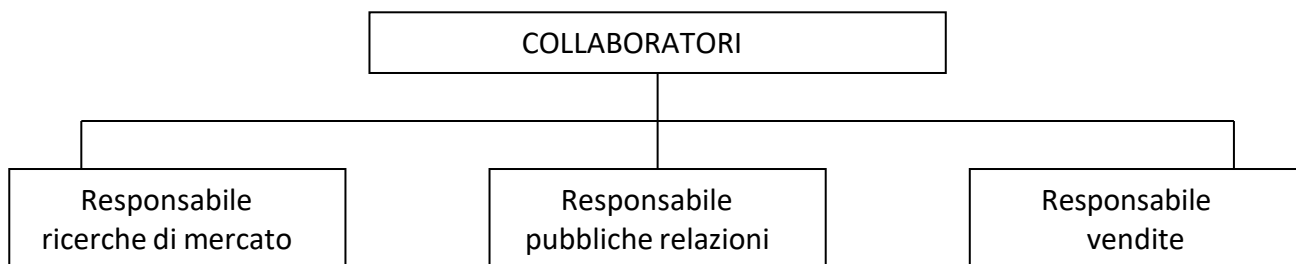 COLLABORATORI
Responsabile
ricerche di mercato
Responsabile
pubbliche relazioni
Responsabile
vendite